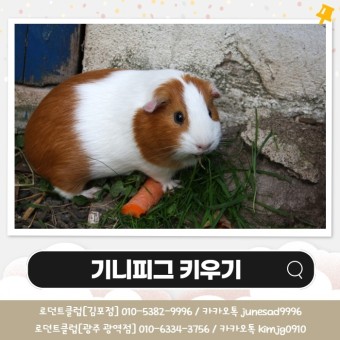 기니피그 키우기
로던트클럽[김포점] 010-5382-9996 / 카카오톡 junesad9996
로던트클럽[광주 광역점] 010-6334-3756 / 카카오톡 kimjg0910